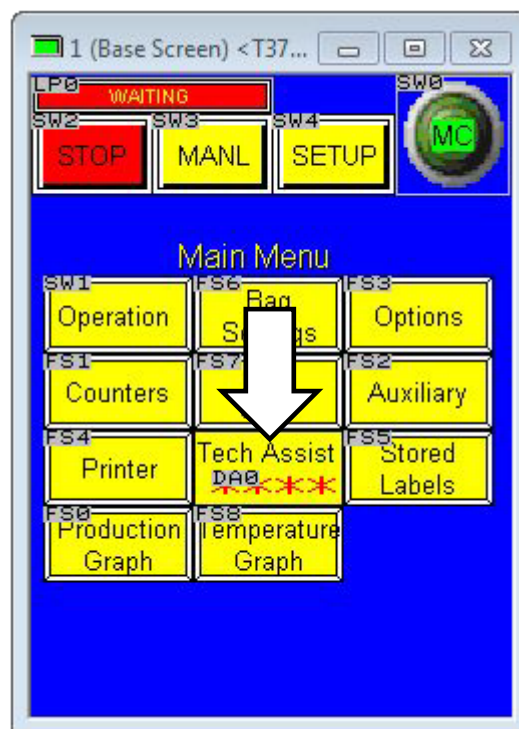 1 (Base Screen) <T37...
LP0
WAITING
SW0
SW2 SW3 SW4
STOP MANL SETUP MC
Main Menu
SW1 FS6 FS3
Operation Bag Options
FS1 FS7 FS2
Counters Auxiliary
FS4 FS5
Printer Tech Assist Stored
DA0 Labels
FS0 FS8
Production Temperature
Graph Graph